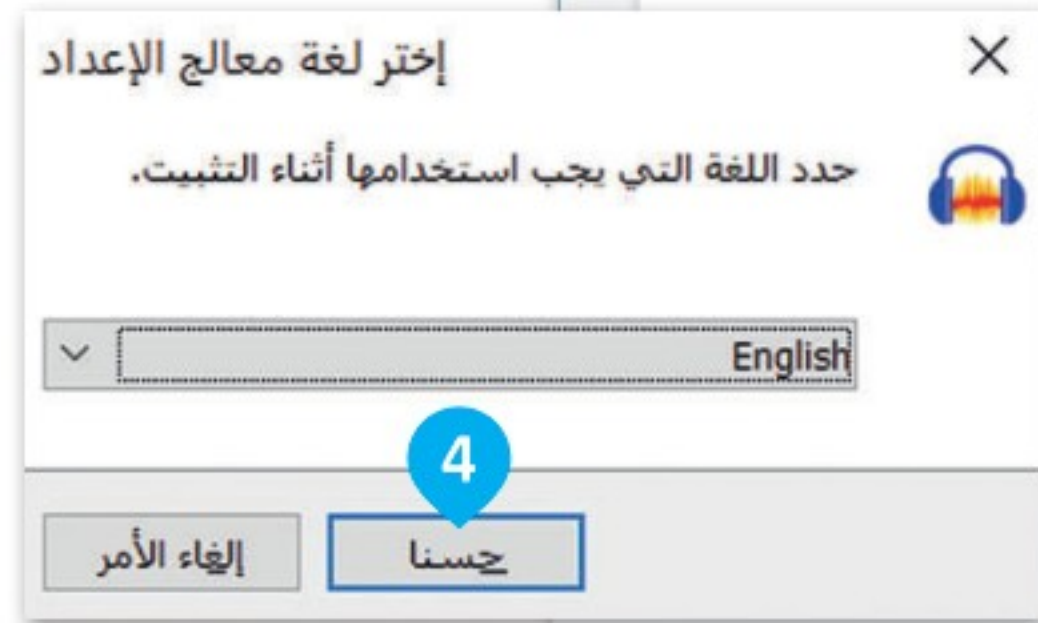 إختر لغة معالج الإعداد
حدد اللغة التي يجب استخدامها أثناء التثبيت.
English
4
حسنا
إلغاء الأمر